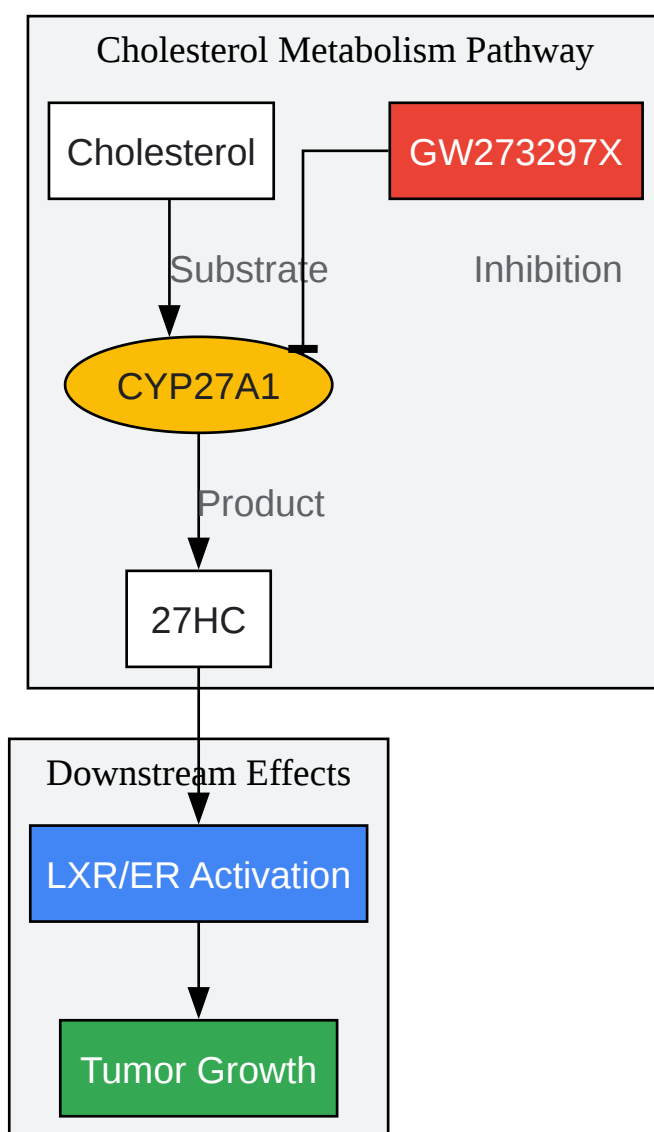 Cholesterol Metabolism Pathway
Cholesterol
GW273297X
Substrate
Inhibition
CYP27A1
Product
27HC
Downstream Effects
LXR/ER Activation
Tumor Growth